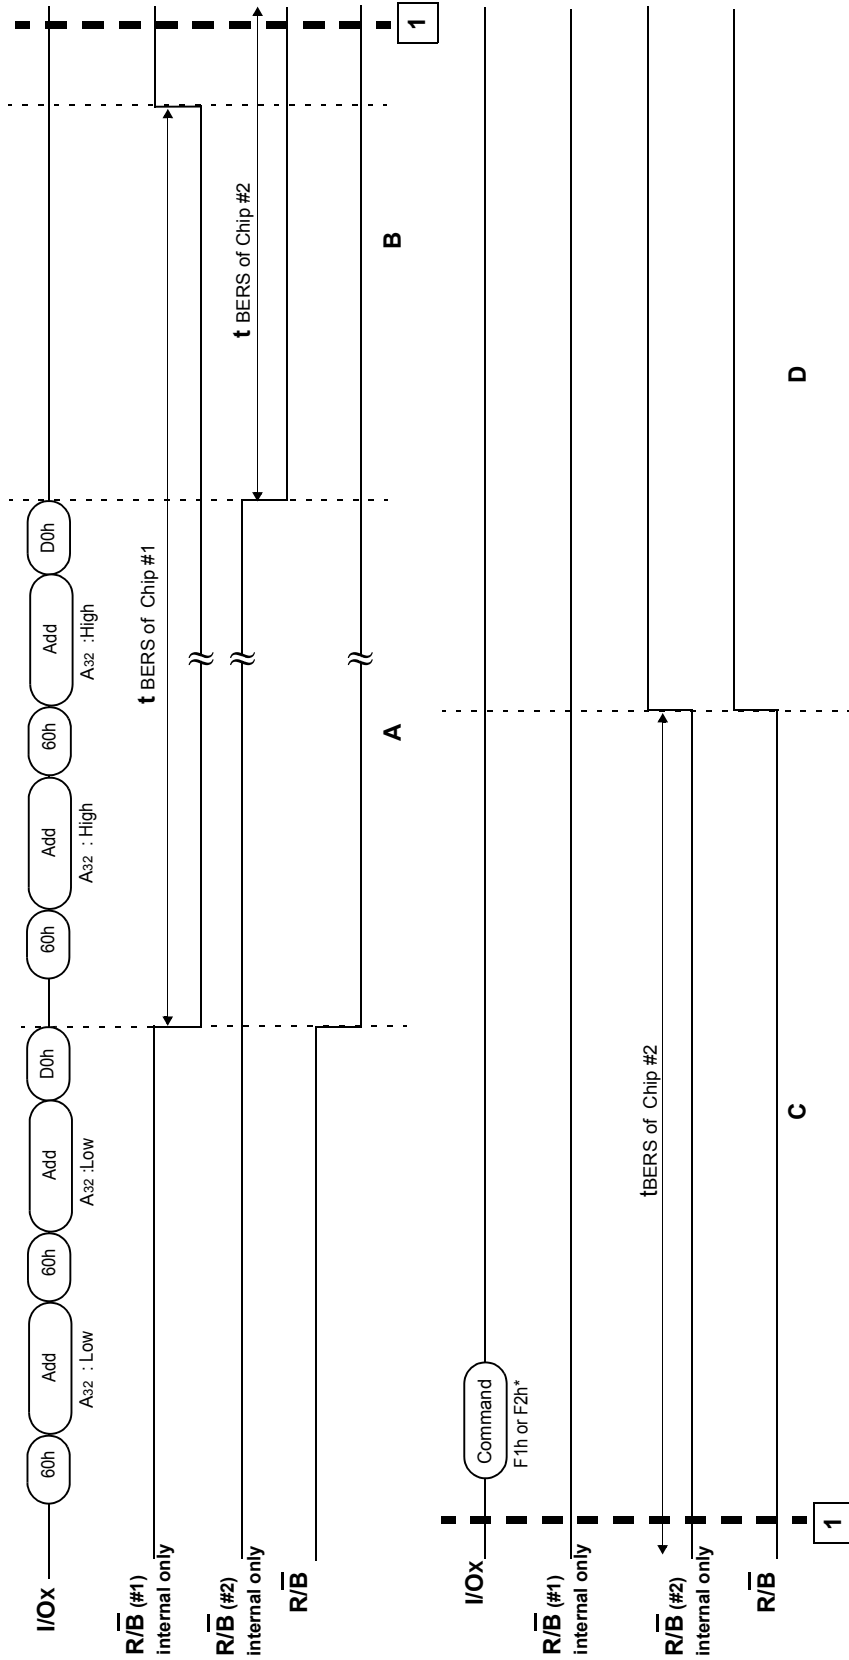 I/Ox
60h
Add
A32 : Low
60h
Add
A32 :Low
D0h
60h
Add
A32 : High
60h
Add
A32 :High
D0h
R/B (#1)
internal only
t BERS of Chip #1
R/B (#2)
internal only
t BERS of Chip #2
R/B
A
B
1
I/Ox
Command
F1h or F2h*
R/B (#1)
internal only
R/B (#2)
internal only
tBERS of Chip #2
R/B
C
D
1